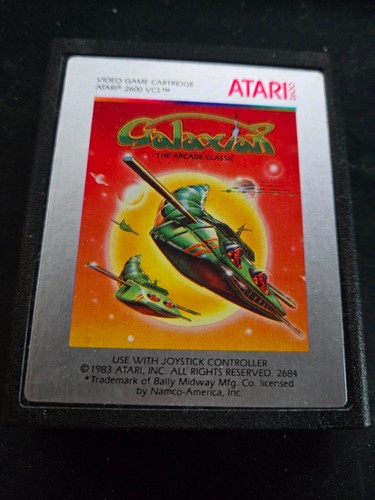 VIDEO GAME CARTRIDGE
ATARI® 2600 VCS™
ATARI® 2600
Galaxian*
THE ARCADE CLASSIC
USE WITH JOYSTICK CONTROLLER
© 1983 ATARI, INC. ALL RIGHTS RESERVED. 2684
*Trademark of Bally Midway Mfg. Co. licensed
by Namco-America, Inc.